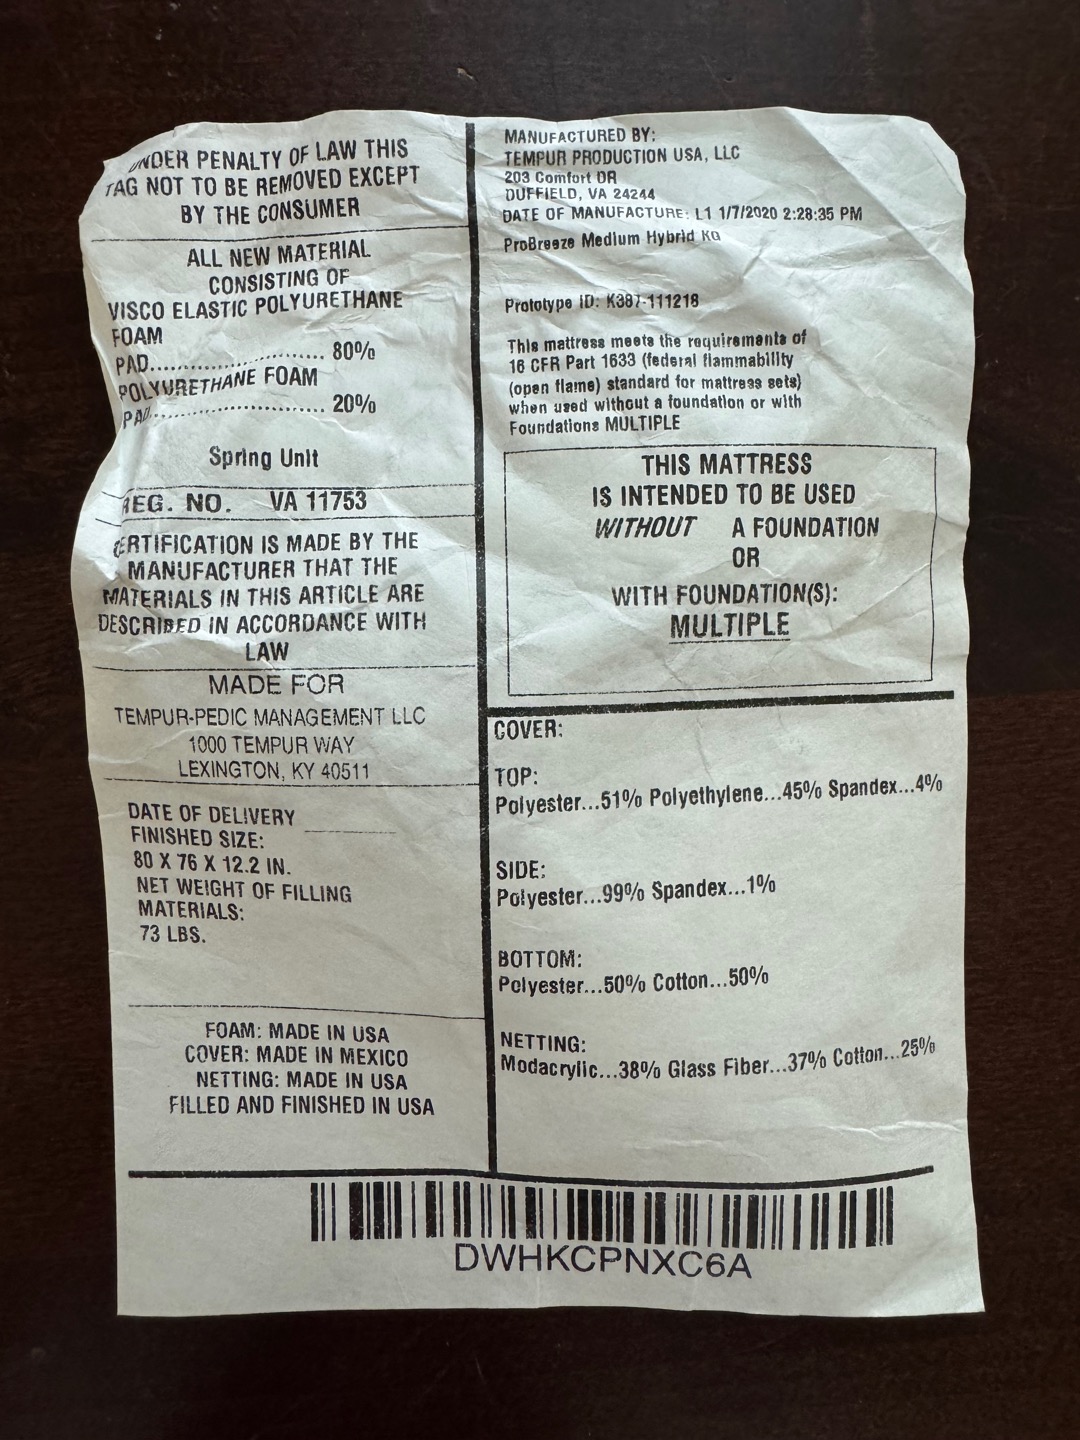 UNDER PENALTY OF LAW THIS
TAG NOT TO BE REMOVED EXCEPT
BY THE CONSUMER
ALL NEW MATERIAL
CONSISTING OF
VISCO ELASTIC POLYURETHANE
FOAM
PAD........................ 80%
POLYURETHANE FOAM
PAD........................ 20%
Spring Unit
REG. NO. VA 11753
CERTIFICATION IS MADE BY THE
MANUFACTURER THAT THE
MATERIALS IN THIS ARTICLE ARE
DESCRIBED IN ACCORDANCE WITH
LAW
MADE FOR
TEMPUR-PEDIC MANAGEMENT LLC
1000 TEMPUR WAY
LEXINGTON, KY 40511
DATE OF DELIVERY
FINISHED SIZE:
80 X 76 X 12.2 IN.
NET WEIGHT OF FILLING
MATERIALS:
73 LBS.
FOAM: MADE IN USA
COVER: MADE IN MEXICO
NETTING: MADE IN USA
FILLED AND FINISHED IN USA
MANUFACTURED BY:
TEMPUR PRODUCTION USA, LLC
203 Comfort DR
DUFFIELD, VA 24244
DATE OF MANUFACTURE: L1 1/7/2020 2:28:35 PM
ProBreeze Medium Hybrid KG
Prototype ID: K387-111218
This mattress meets the requirements of
16 CFR Part 1633 (federal flammability
(open flame) standard for mattress sets)
when used without a foundation or with
Foundations MULTIPLE
THIS MATTRESS
IS INTENDED TO BE USED
WITHOUT A FOUNDATION
OR
WITH FOUNDATION(S):
MULTIPLE
COVER:
TOP:
Polyester...51% Polyethylene...45% Spandex...4%
SIDE:
Polyester...99% Spandex...1%
BOTTOM:
Polyester...50% Cotton...50%
NETTING:
Modacrylic...38% Glass Fiber...37% Cotton...25%
DWHKCPNXC6A